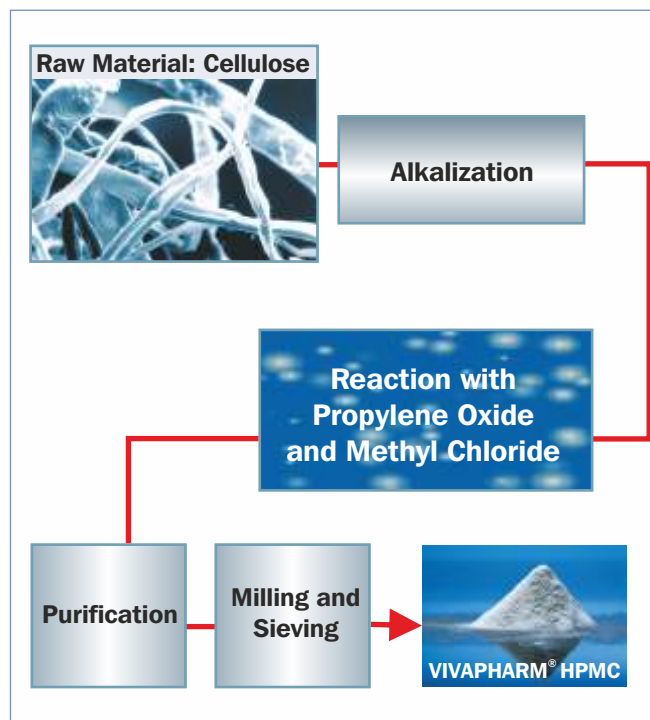 Raw Material: Cellulose
Alkalization
Reaction with
Propylene Oxide
and Methyl Chloride
Purification
Milling and
Sieving
VIVAPHARM® HPMC